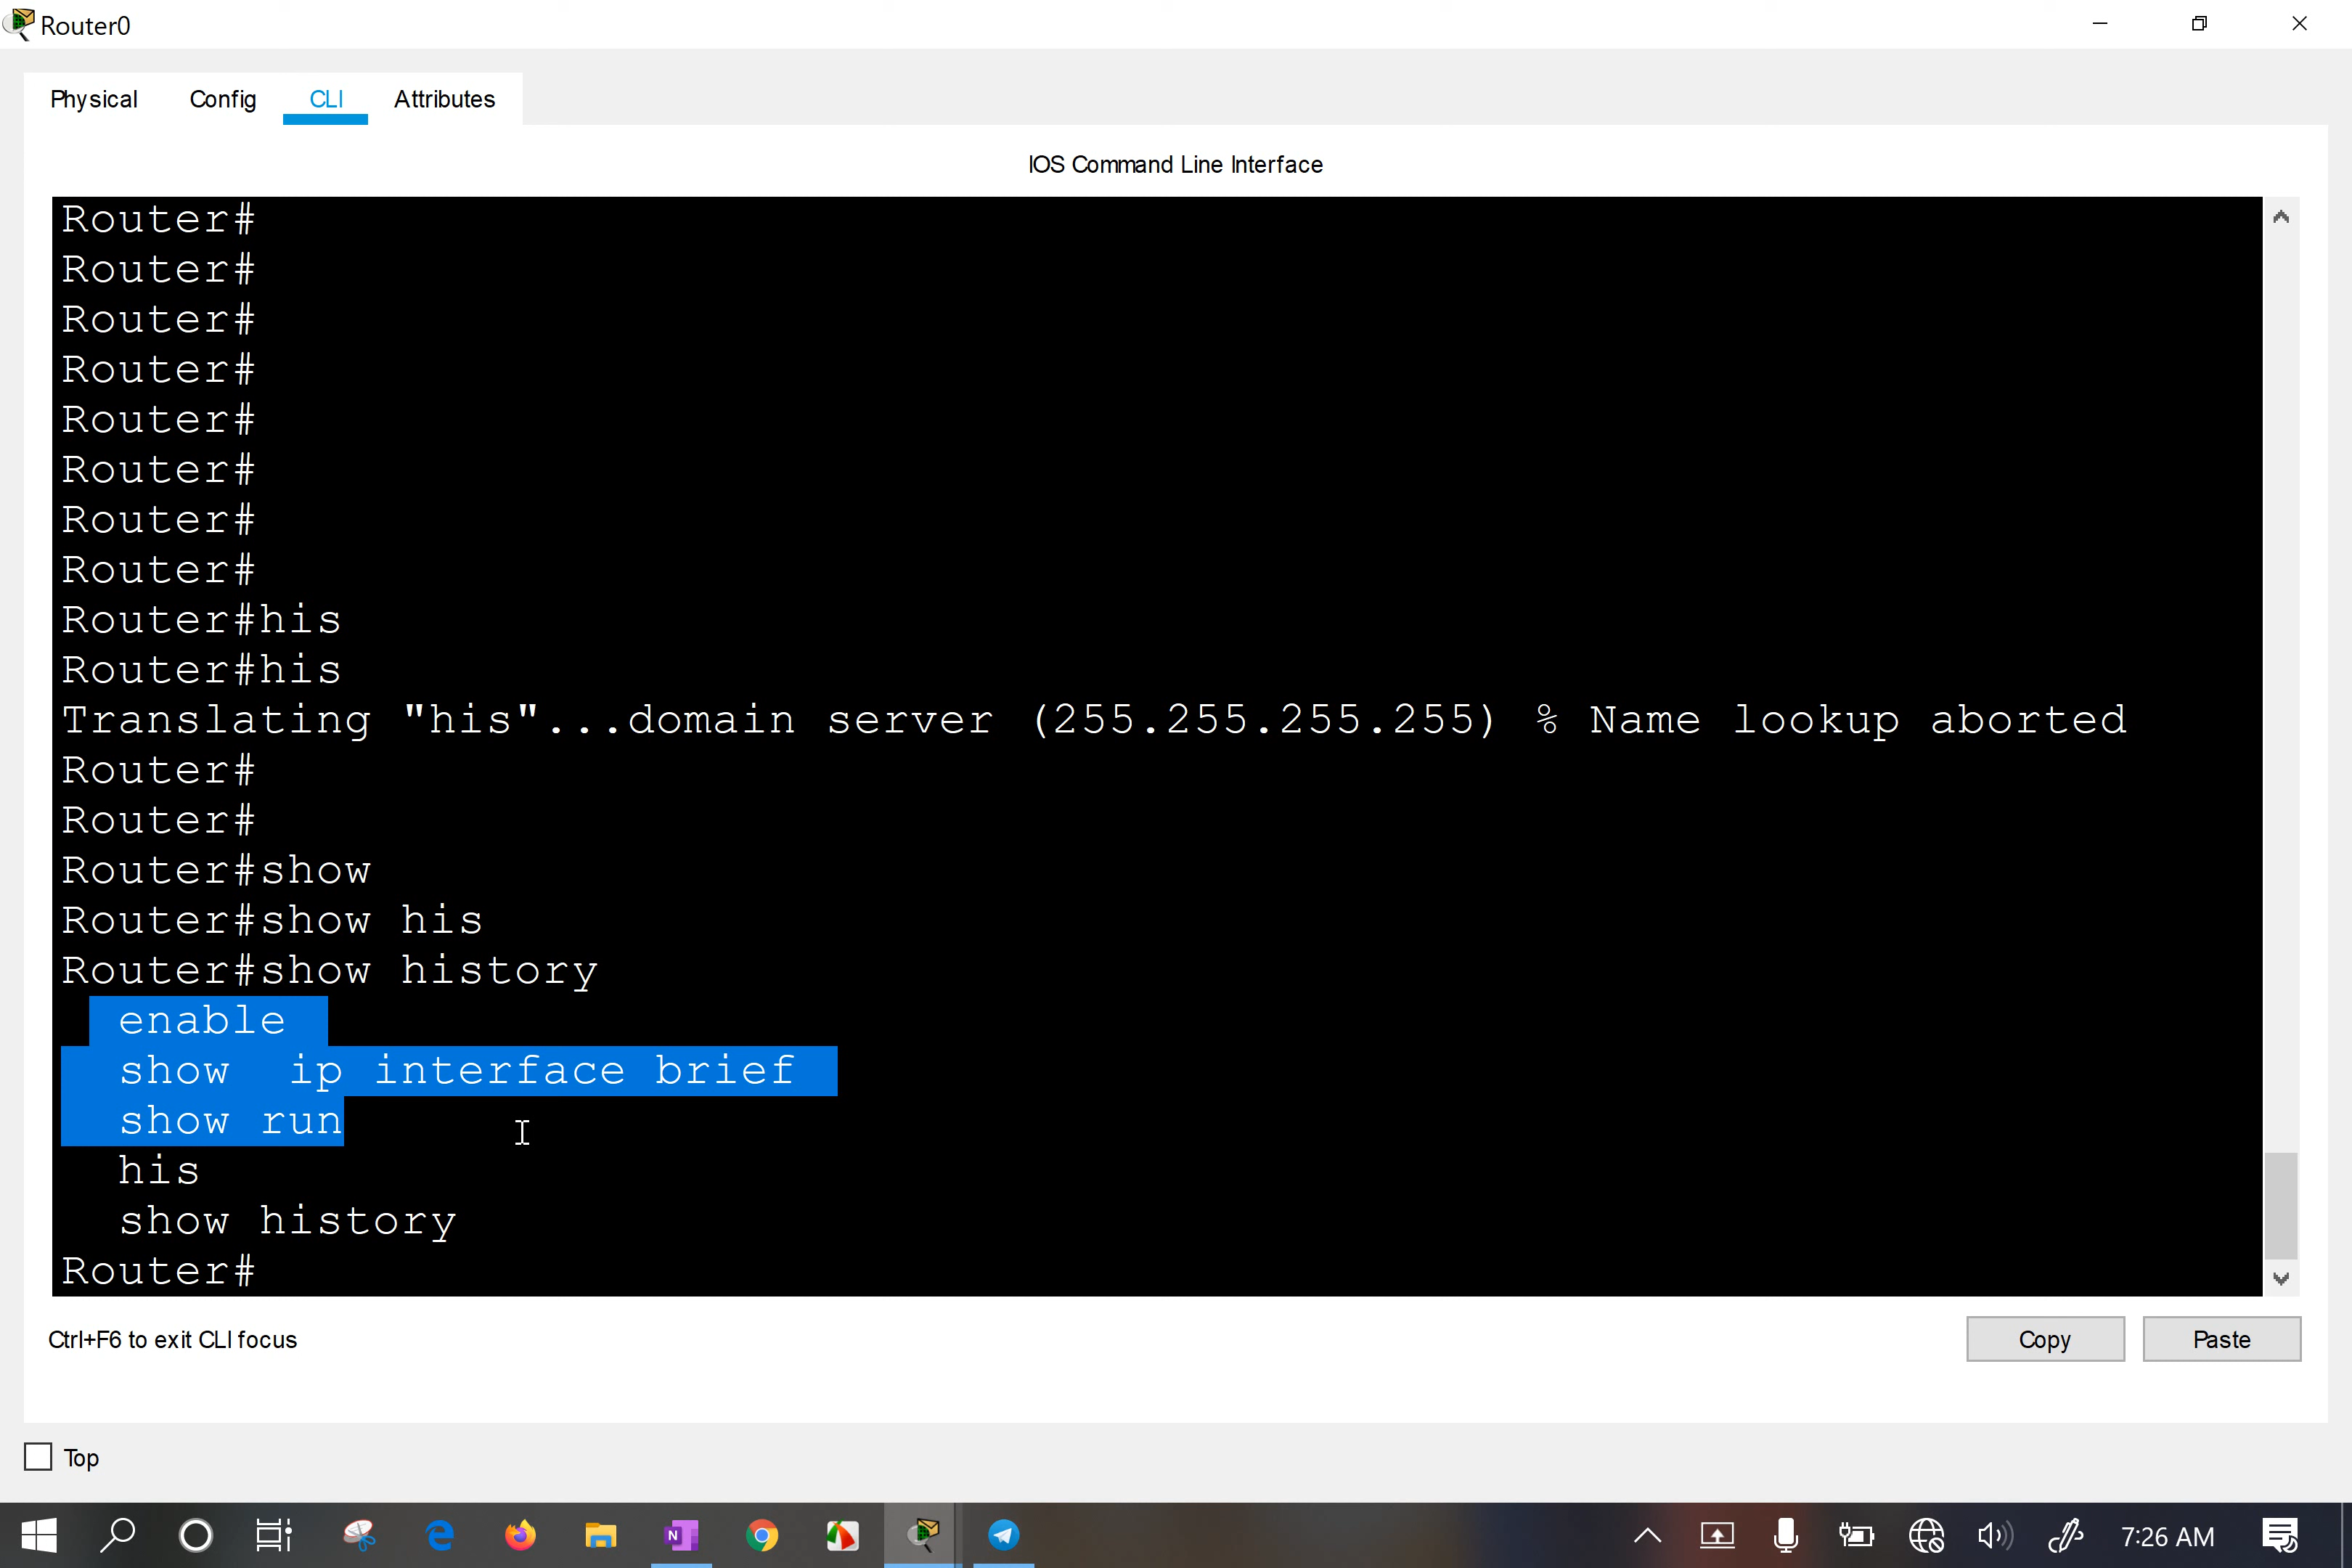 Router0
Physical Config CLI Attributes
IOS Command Line Interface
Router#
Router#
Router#
Router#
Router#
Router#
Router#
Router#
Router#his
Router#his
Translating "his"...domain server (255.255.255.255) % Name lookup aborted
Router#
Router#
Router#show
Router#show his
Router#show history
enable
show  ip interface brief
show run
his
show history
Router#
Ctrl+F6 to exit CLI focus
Copy Paste
Top
N
7:26 AM